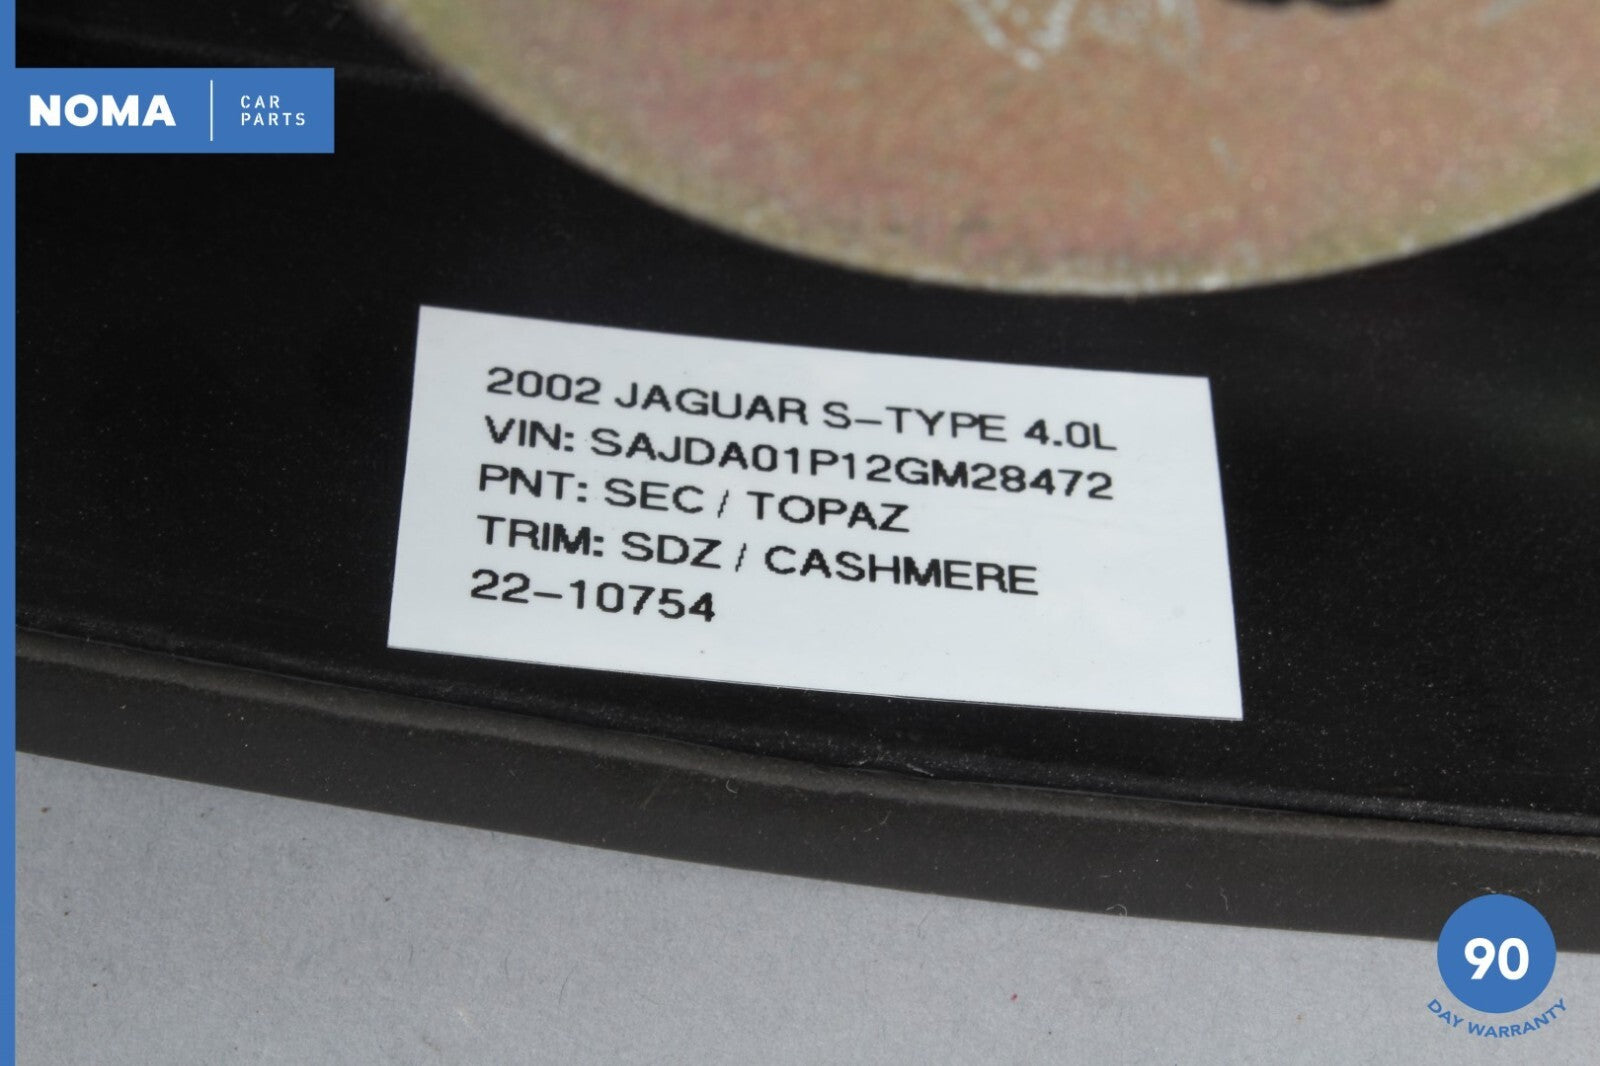 NOMA
CAR
PARTS
2002 JAGUAR S-TYPE 4.0L
VIN: SAJDA01P12GM28472
PNT: SEC / TOPAZ
TRIM: SDZ / CASHMERE
22-10754
90
DAY WARRANTY